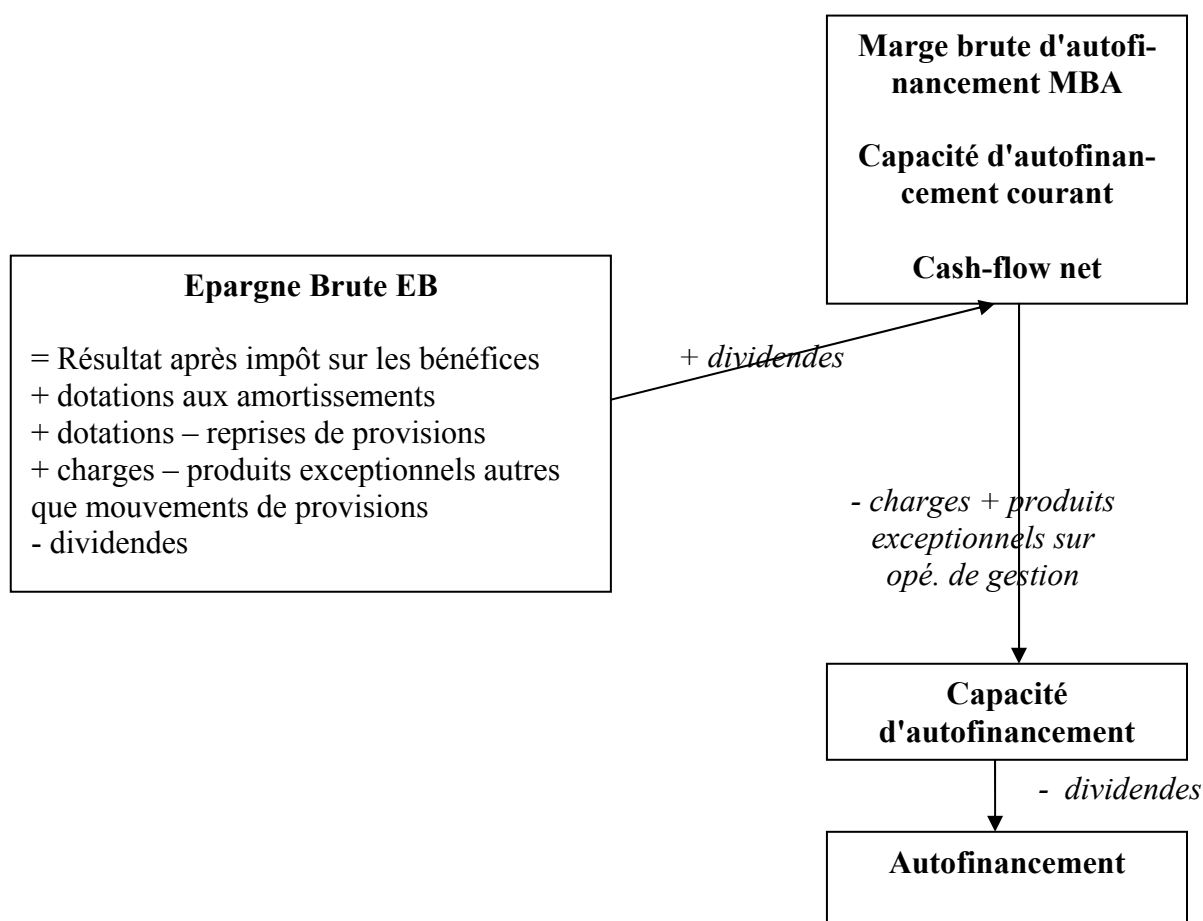 Marge brute d'autofi-
nancement MBA
Capacité d'autofinan-
cement courant
Cash-flow net
Epargne Brute EB
= Résultat après impôt sur les bénéfices
+ dotations aux amortissements
+ dotations – reprises de provisions
+ charges – produits exceptionnels autres
que mouvements de provisions
- dividendes
+ dividendes
- charges + produits
exceptionnels sur
opé. de gestion
Capacité
d'autofinancement
- dividendes
Autofinancement